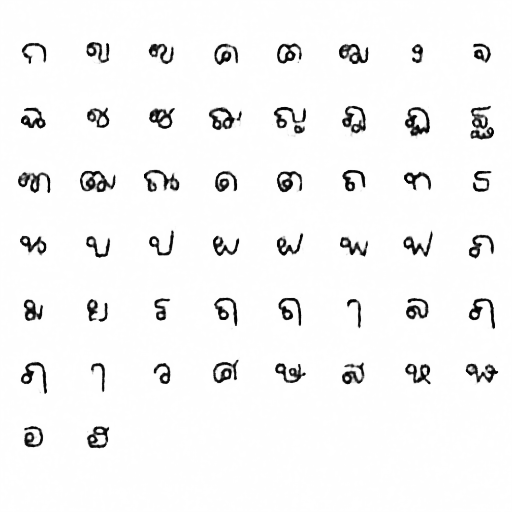 ก ข ฃ ค ฅ ฆ ง จ
ฉ ช ซ ฌ ญ ฎ ฏ ฐ
ฑ ฒ ณ ด ต ถ ท ธ
น บ ป ผ ฝ พ ฟ ภ
ม ย ร ฤ ฤ ๅ ล ฦ
ฦ ๅ ว ศ ษ ส ห ฬ
อ ฮ